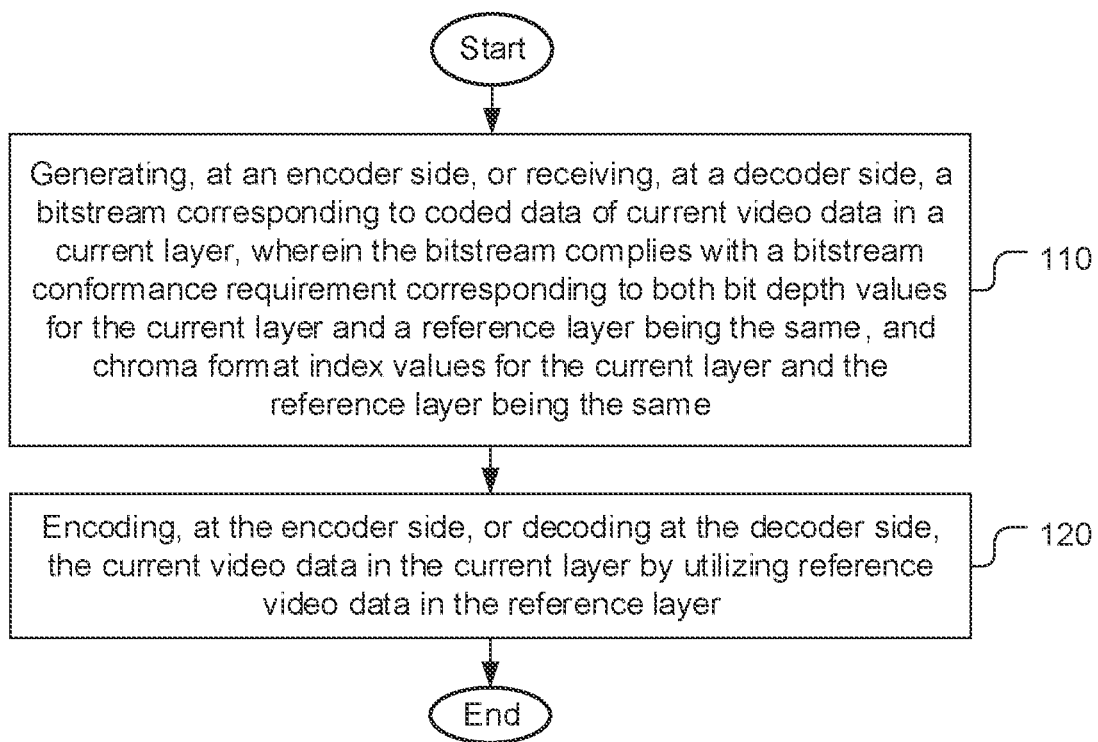 Start
Generating, at an encoder side, or receiving, at a decoder side, a
bitstream corresponding to coded data of current video data in a
current layer, wherein the bitstream complies with a bitstream
conformance requirement corresponding to both bit depth values
for the current layer and a reference layer being the same, and
chroma format index values for the current layer and the
reference layer being the same
110
Encoding, at the encoder side, or decoding at the decoder side,
the current video data in the current layer by utilizing reference
video data in the reference layer
120
End